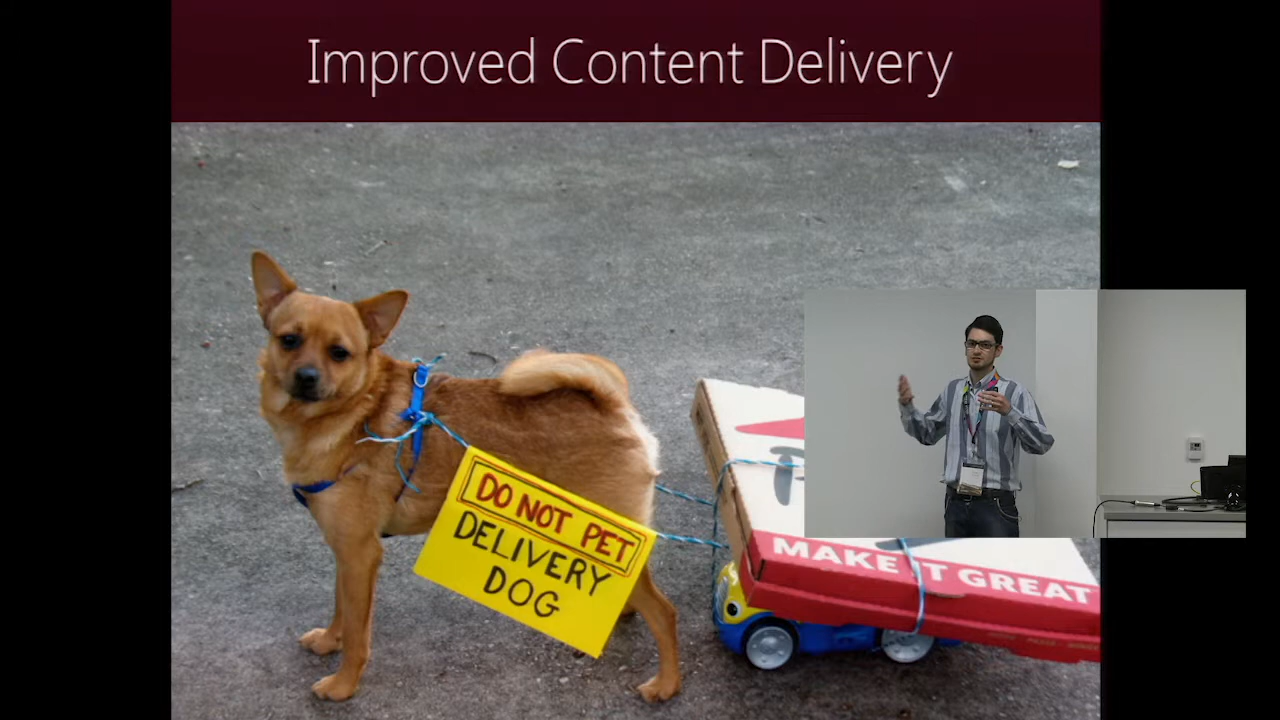 Improved Content Delivery
DO NOT PET
DELIVERY
DOG
MAKE IT GREAT